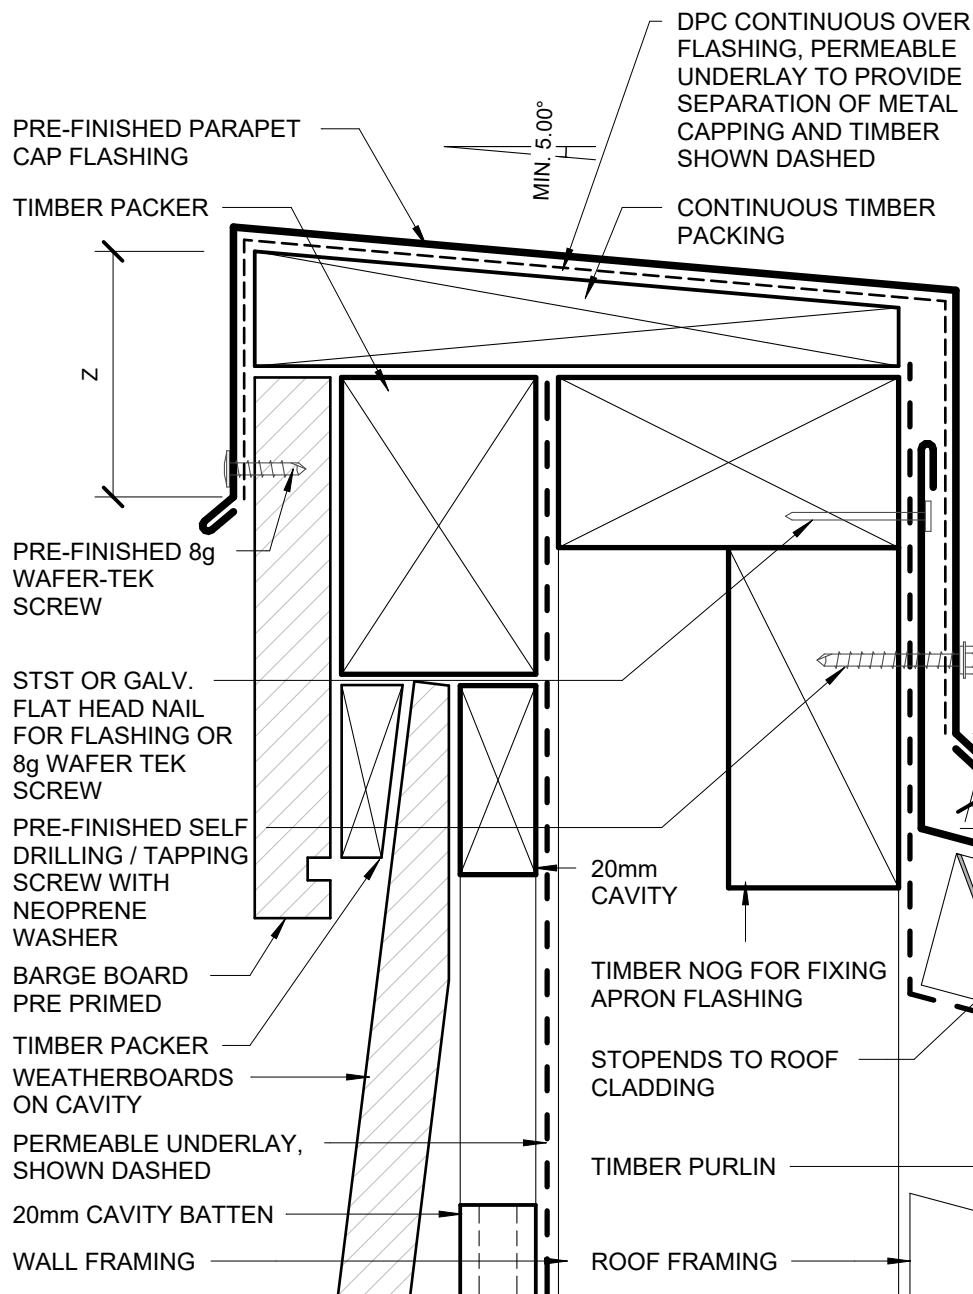 DPC CONTINUOUS OVER
FLASHING, PERMEABLE
UNDERLAY TO PROVIDE
SEPARATION OF METAL
CAPPING AND TIMBER
SHOWN DASHED
PRE-FINISHED PARAPET
CAP FLASHING
MIN. 5.00°
TIMBER PACKER
CONTINUOUS TIMBER
PACKING
Z
PRE-FINISHED 8g
WAFER-TEK
SCREW
STST OR GALV.
FLAT HEAD NAIL
FOR FLASHING OR
8g WAFER TEK
SCREW
PRE-FINISHED SELF
DRILLING / TAPPING
SCREW WITH
NEOPRENE
WASHER
20mm
CAVITY
BARGE BOARD
PRE PRIMED
TIMBER NOG FOR FIXING
APRON FLASHING
TIMBER PACKER
WEATHERBOARDS
ON CAVITY
STOPENDS TO ROOF
CLADDING
PERMEABLE UNDERLAY,
SHOWN DASHED
TIMBER PURLIN
20mm CAVITY BATTEN
WALL FRAMING
ROOF FRAMING